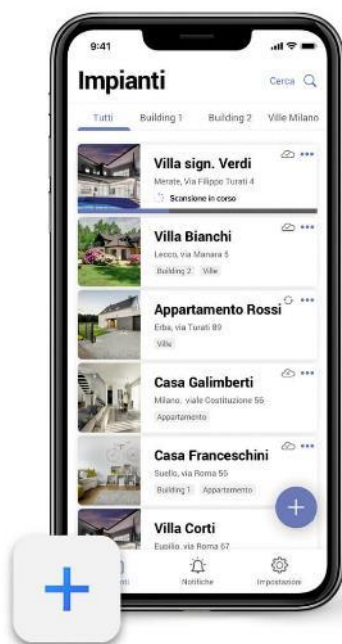 9:41
Impianti
Cerca
Tutti Building 1 Building 2 Ville Milano
Villa sign. Verdi
Merate, Via Filippo Turati 4
Scansione in corso
Villa Bianchi
Lecco, via Manara 5
Building 2 Ville
Appartamento Rossi
Erba, via Turati 89
Ville
Casa Galimberti
Milano, viale Costituzione 56
Appartamento
Casa Franceschini
Suello, via Roma 55
Building 1 Appartamento
Villa Corti
Eupilio, via Roma 67
nti Notifiche Impostazioni